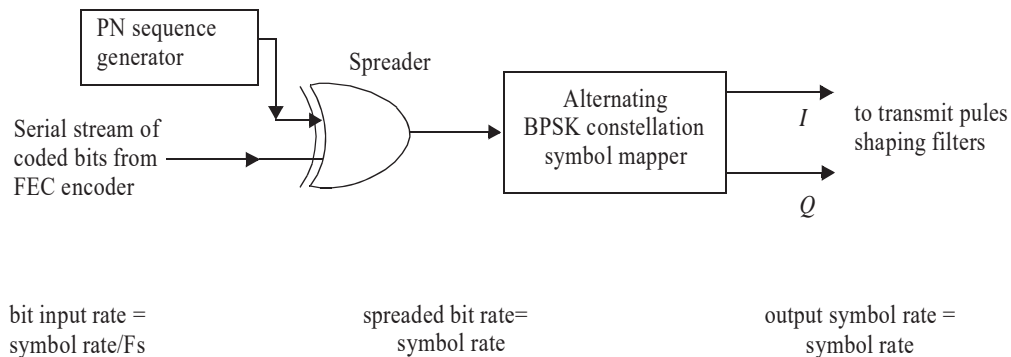 PN sequence
generator
Spreader
Serial stream of
coded bits from
FEC encoder
Alternating
BPSK constellation
symbol mapper
I
Q
to transmit pules
shaping filters
bit input rate =
symbol rate/Fs
spreaded bit rate=
symbol rate
output symbol rate =
symbol rate